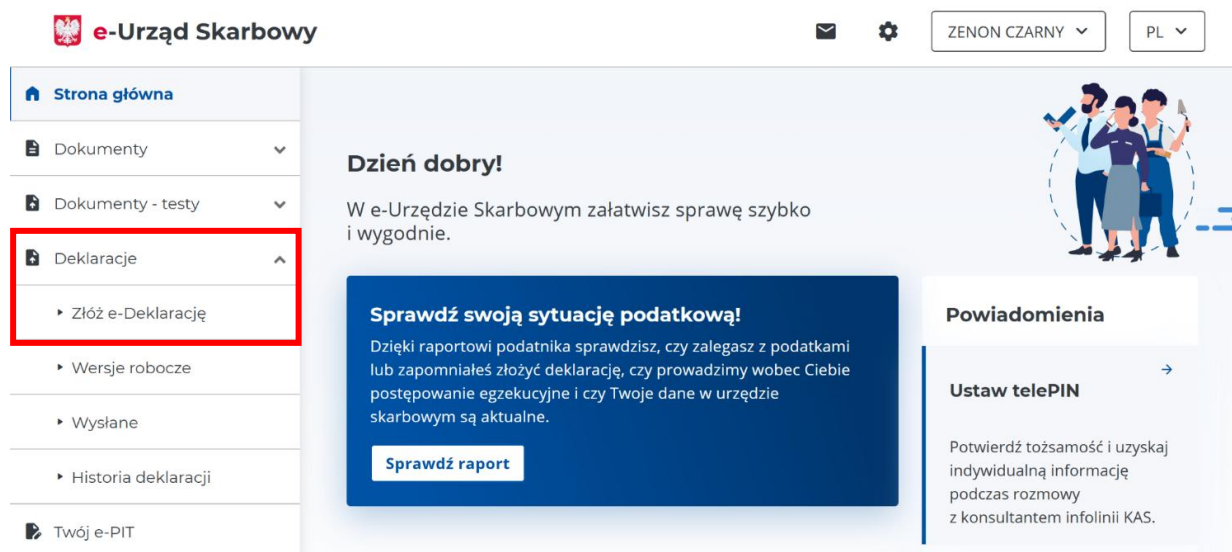 e-Urząd Skarbowy
ZENON CZARNY
PL
Strona główna
Dokumenty
Dokumenty - testy
Deklaracje
Złóż e-Deklarację
Wersje robocze
Wysłane
Historia deklaracji
Twój e-PIT
Dzień dobry!
W e-Urzędzie Skarbowym załatwisz sprawę szybko
i wygodnie.
Sprawdź swoją sytuację podatkową!
Dzięki raportowi podatnika sprawdzisz, czy zalegasz z podatkami
lub zapomniałeś złożyć deklarację, czy prowadzimy wobec Ciebie
postępowanie egzekucyjne i czy Twoje dane w urzędzie
skarbowym są aktualne.
Sprawdź raport
Powiadomienia
Ustaw telePIN
Potwierdź tożsamość i uzyskaj
indywidualną informację
podczas rozmowy
z konsultantem infolinii KAS.